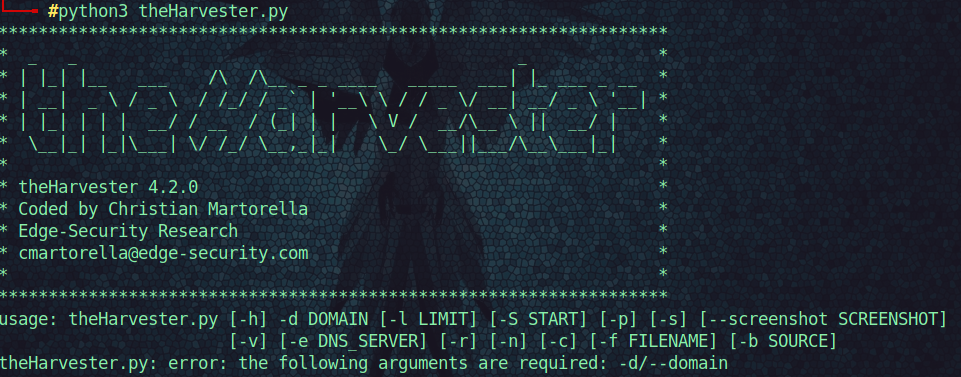 #python3 theHarvester.py
*******************************************************************
*  _   _                                            _             *
* | |_| |__   ___    /\  /\__ _ _ ____   _____  ___| |_ ___ _ __  *
* | __|  _ \ / _ \  / /_/ / _` | '__\ \ / / _ \/ __| __/ _ \ '__| *
* | |_| | | |  __/ / __  / (_| | |   \ V /  __/\__ \ ||  __/ |    *
*  \__|_| |_|\___| \/ /_/ \__,_|_|    \_/ \___||___/\__\___|_|    *
*                                                                 *
* theHarvester 4.2.0                                              *
* Coded by Christian Martorella                                   *
* Edge-Security Research                                          *
* cmartorella@edge-security.com                                   *
*                                                                 *
*******************************************************************
usage: theHarvester.py [-h] -d DOMAIN [-l LIMIT] [-S START] [-p] [-s] [--screenshot SCREENSHOT]
                       [-v] [-e DNS_SERVER] [-r] [-n] [-c] [-f FILENAME] [-b SOURCE]
theHarvester.py: error: the following arguments are required: -d/--domain